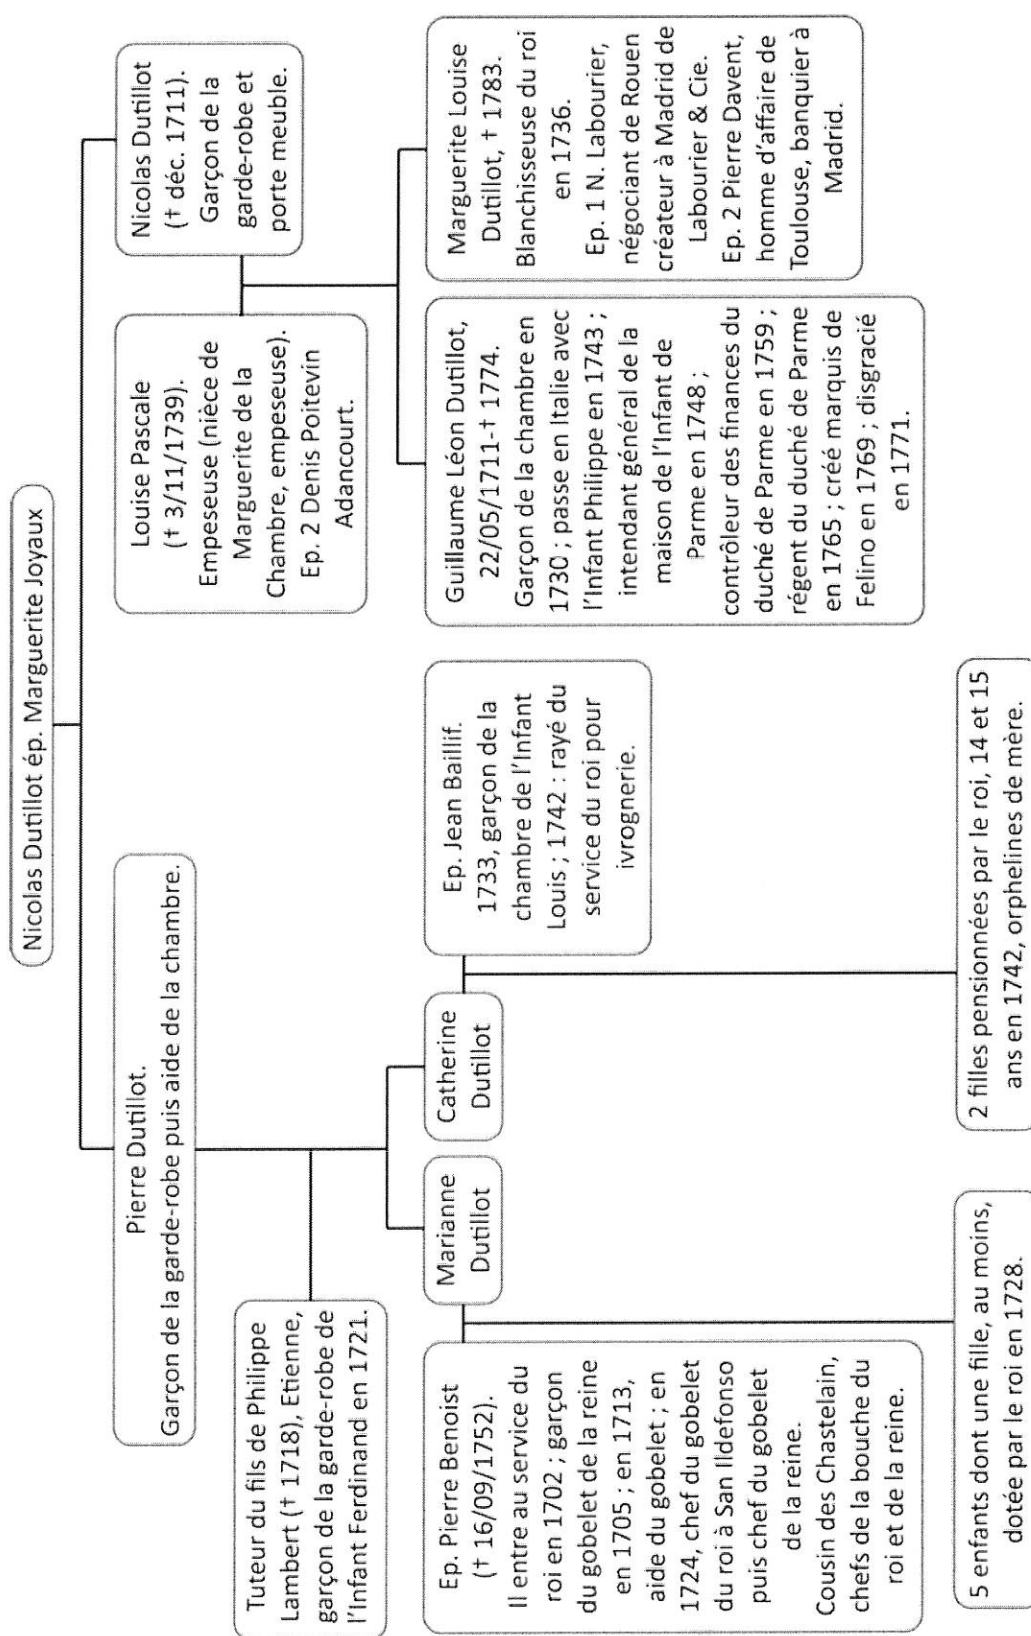 Nicolas Dutillot ép. Marguerite Joyaux
Pierre Dutillot.
Garçon de la garde-robe puis aide de la chambre.
Tuteur du fils de Philippe
Lambert († 1718), Etienne,
garçon de la garde-robe de
l'Infant Ferdinand en 1721.
Marianne
Dutillot
Catherine
Dutillot
Ep. Pierre Benoist
(† 16/09/1752).
Il entre au service du
roi en 1702 ; garçon
du gobelet de la reine
en 1705 ; en 1713,
aide du gobelet ; en
1724, chef du gobelet
du roi à San Ildefonso
puis chef du gobelet
de la reine.
Cousin des Chastelain,
chefs de la bouche du
roi et de la reine.
5 enfants dont une fille, au moins,
dotée par le roi en 1728.
Ep. Jean Baillif.
1733, garçon de la
chambre de l'Infant
Louis ; 1742 : rayé du
service du roi pour
ivrognerie.
2 filles pensionnées par le roi, 14 et 15
ans en 1742, orphelines de mère.
Louise Pascale
(† 3/11/1739).
Empeseuse (nièce de
Marguerite de la
Chambre, empeseuse).
Ep. 2 Denis Poitevin
Adancourt.
Nicolas Dutillot
(† déc. 1711).
Garçon de la
garde-robe et
porte meuble.
Guillaume Léon Dutillot,
22/05/1711-† 1774.
Garçon de la chambre en
1730 ; passe en Italie avec
l'Infant Philippe en 1743 ;
intendant général de la
maison de l'Infant de
Parme en 1748 ;
contrôleur des finances du
duché de Parme en 1759 ;
régent du duché de Parme
en 1765 ; créé marquis de
Felino en 1769 ; disgracié
en 1771.
Marguerite Louise
Dutillot, † 1783.
Blanchisseuse du roi
en 1736.
Ep. 1 N. Labourier,
négociant de Rouen
créateur à Madrid de
Labourier & Cie.
Ep. 2 Pierre Davent,
homme d'affaire de
Toulouse, banquier à
Madrid.